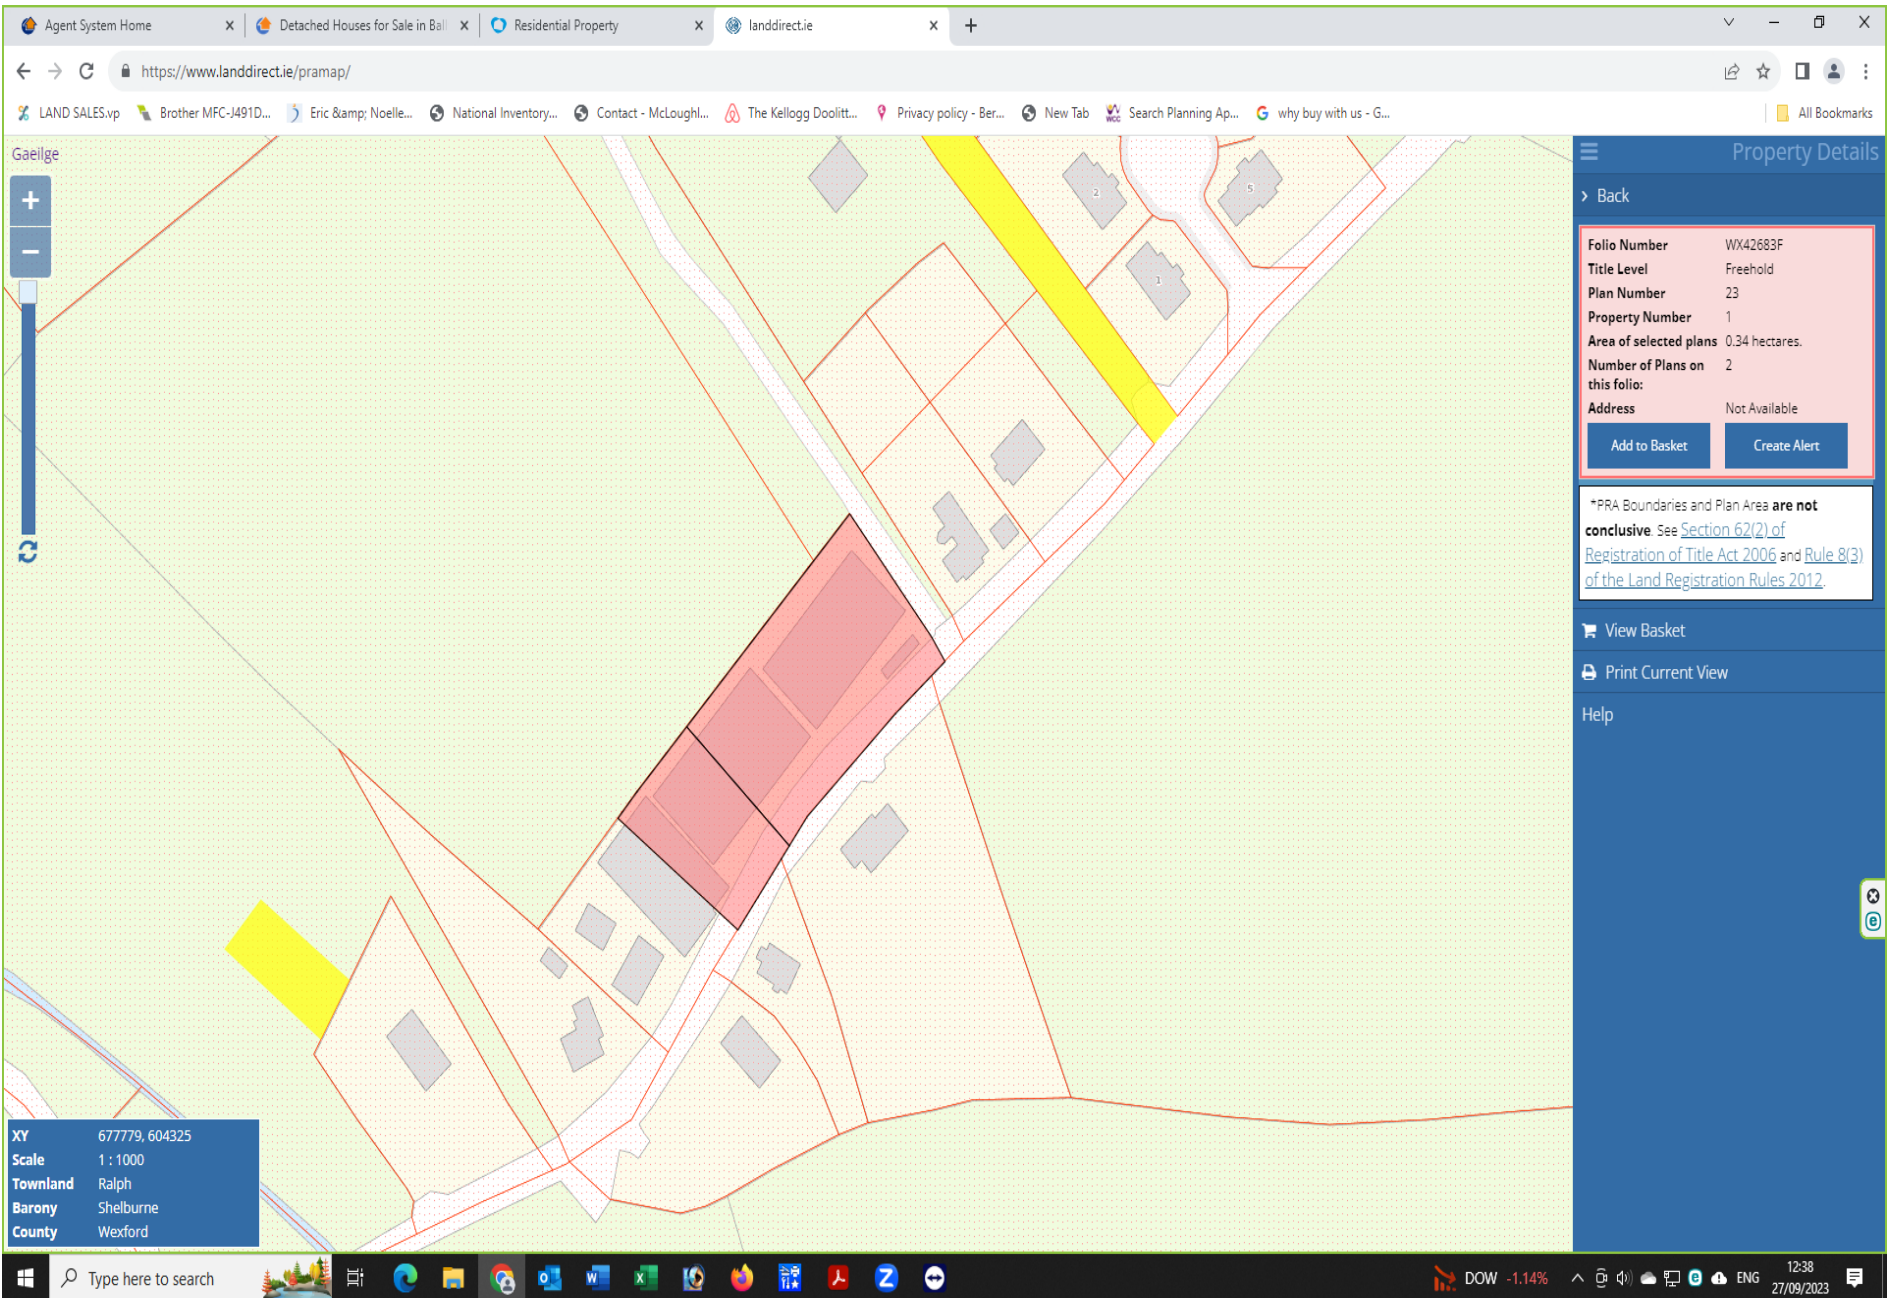 Agent System Home
Detached Houses for Sale in Bal
Residential Property
landdirect.ie
https://www.landdirect.ie/pramap/
LAND SALES.vp
Brother MFC-J491D...
Eric &amp; Noelle...
National Inventory...
Contact - McLoughl...
The Kellogg Doolitt...
Privacy policy - Ber...
New Tab
Search Planning Ap...
why buy with us - G...
All Bookmarks
Gaeilge
2
5
1
Property Details
Back
Folio Number WX42683F
Title Level Freehold
Plan Number 23
Property Number 1
Area of selected plans 0.34 hectares.
Number of Plans on 2
this folio:
Address Not Available
Add to Basket Create Alert
*PRA Boundaries and Plan Area are not
conclusive. See Section 62(2) of
Registration of Title Act 2006 and Rule 8(3)
of the Land Registration Rules 2012.
View Basket
Print Current View
Help
XY 677779, 604325
Scale 1 : 1000
Townland Ralph
Barony Shelburne
County Wexford
Type here to search
DOW -1.14%
ENG
12:38
27/09/2023